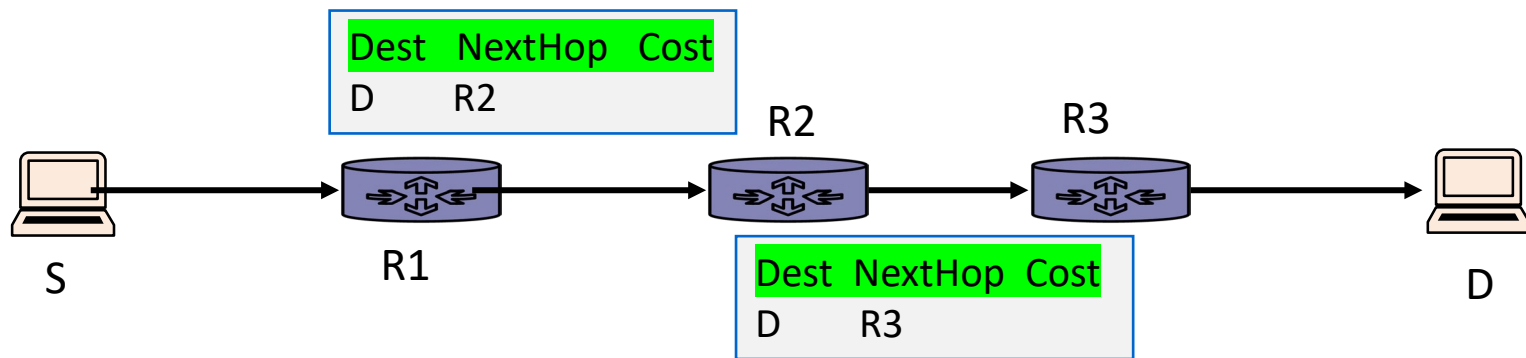 Dest NextHop Cost
D R2
R2
R3
S
R1
Dest NextHop Cost
D R3
D